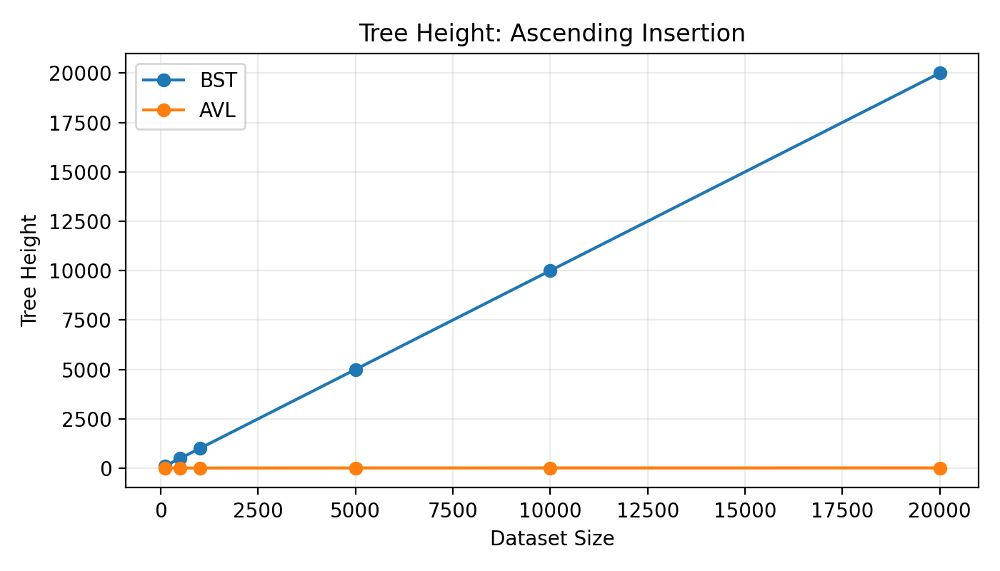 Tree Height: Ascending Insertion
BST
AVL
20000
17500
15000
12500
10000
7500
5000
2500
0
Tree Height
0 2500 5000 7500 10000 12500 15000 17500 20000
Dataset Size